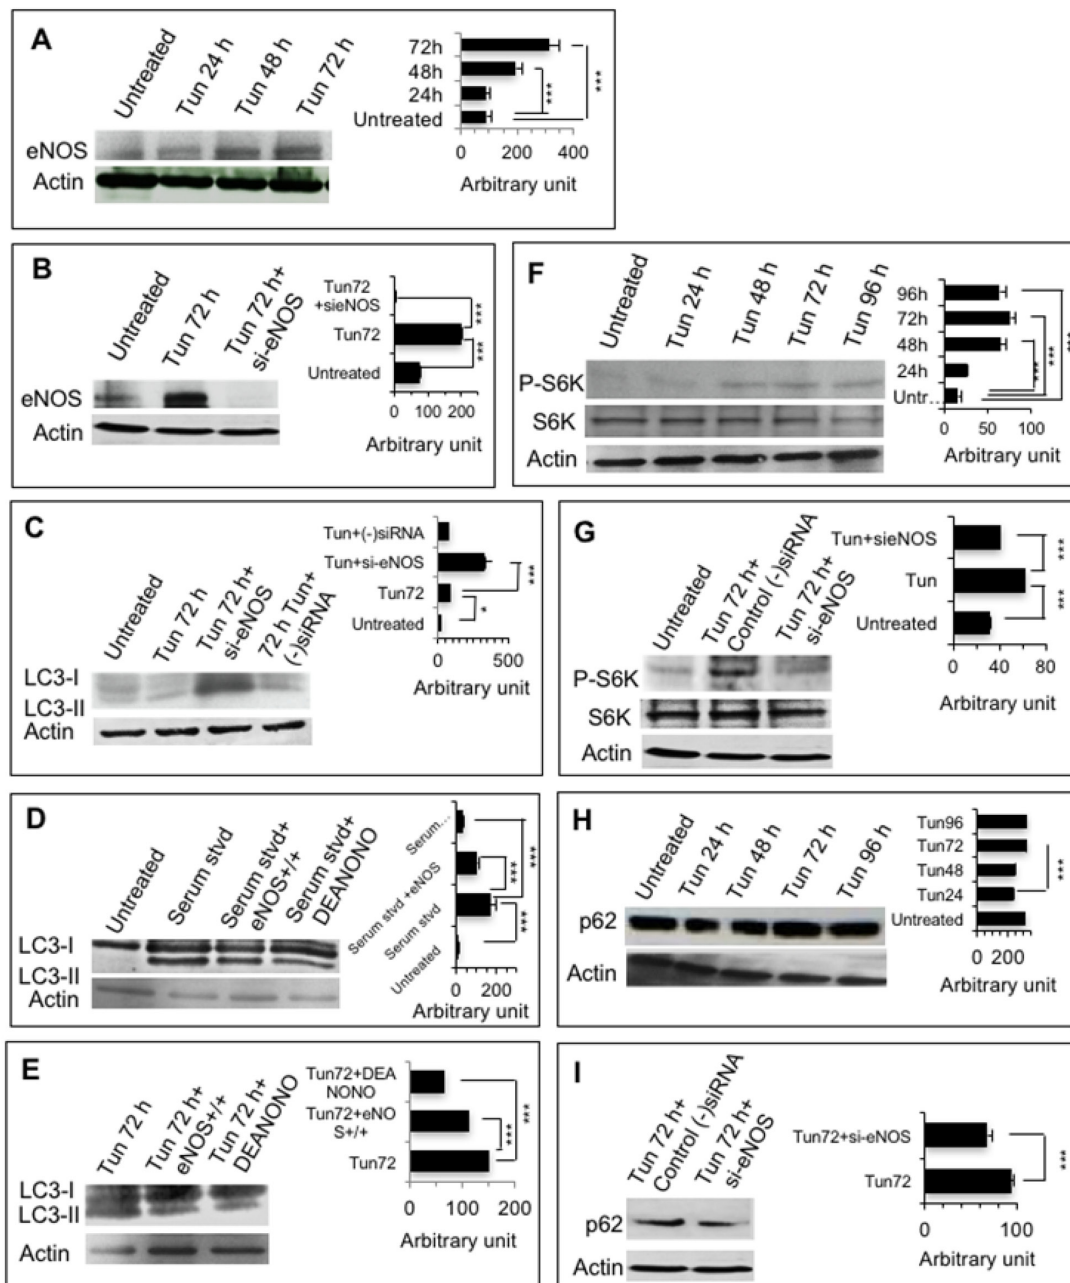 A
Untreated
Tun 24 h
Tun 48 h
Tun 72 h
eNOS
Actin
72h
48h
24h
Untreated
***
***
0 200 400
Arbitrary unit
B
Untreated
Tun 72 h
Tun 72 h+
si-eNOS
eNOS
Actin
Tun72
+sieNOS
Tun72
Untreated
***
***
0 100 200
Arbitrary unit
F
Untreated
Tun 24 h
Tun 48 h
Tun 72 h
Tun 96 h
P-S6K
S6K
Actin
96h
72h
48h
24h
Untr...
***
***
***
0 50 100
Arbitrary unit
C
Untreated
Tun 72 h
Tun 72 h+
si-eNOS
72 h Tun+
(-)siRNA
LC3-I
LC3-II
Actin
Tun+(-)siRNA
Tun+si-eNOS
Tun72
Untreated
***
*
0 500
Arbitrary unit
G
Untreated
Tun 72 h+
Control (-)siRNA
Tun 72 h+
si-eNOS
P-S6K
S6K
Actin
Tun+sieNOS
Tun
Untreated
***
***
0 40 80
Arbitrary unit
D
Untreated
Serum stvd
Serum stvd+
eNOS+/+
Serum stvd+
DEANONO
LC3-I
LC3-II
Actin
Serum...
Serum stvd +eNOS
Serum stvd
Untreated
***
***
***
0 200
Arbitrary unit
H
Untreated
Tun 24 h
Tun 48 h
Tun 72 h
Tun 96 h
p62
Actin
Tun96
Tun72
Tun48
Tun24
Untreated
***
0 200
Arbitrary unit
E
Tun 72 h
Tun 72 h+
eNOS+/+
Tun 72 h+
DEANONO
LC3-I
LC3-II
Actin
Tun72+DEA
NONO
Tun72+eNO
S+/+
Tun72
***
***
0 100 200
Arbitrary unit
I
Tun 72 h+
Control (-)siRNA
Tun 72 h+
si-eNOS
p62
Actin
Tun72+si-eNOS
Tun72
***
0 100
Arbitrary unit